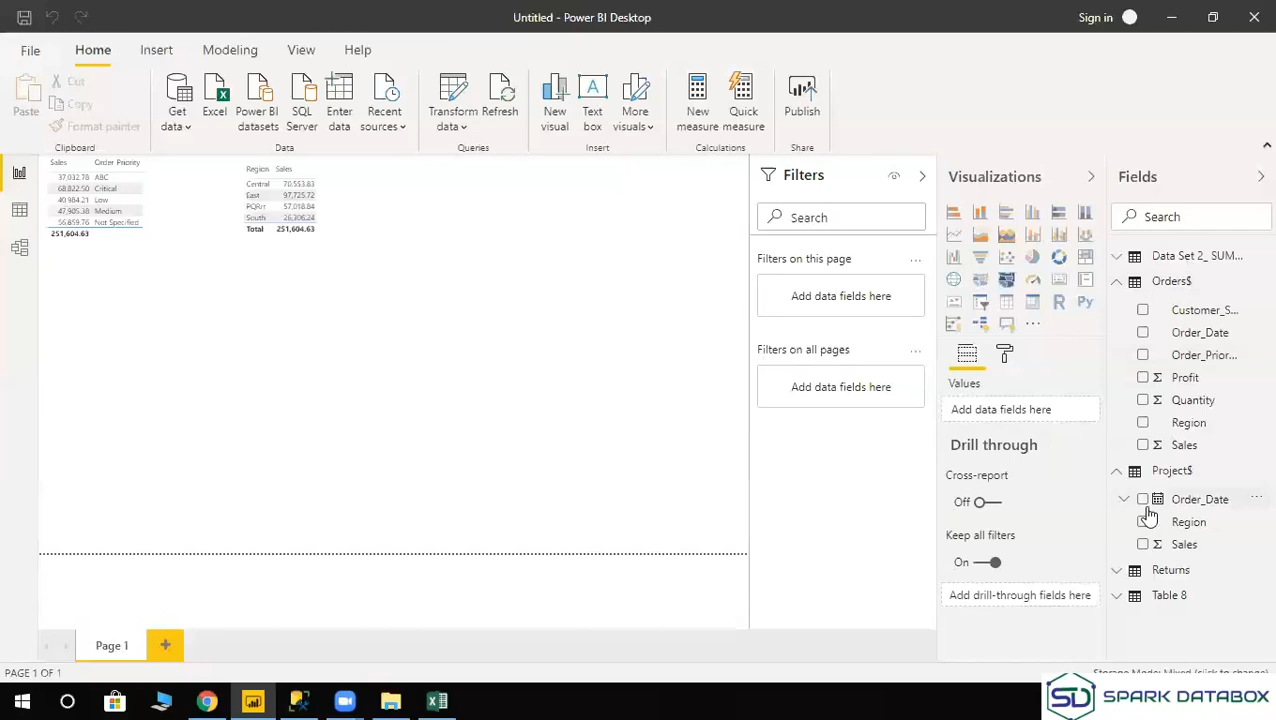 Untitled - Power BI Desktop
Sign in
File
Home
Insert
Modeling
View
Help
Paste
Cut
Copy
Format painter
Clipboard
Get data
Excel
Power BI datasets
SQL Server
Enter data
Recent sources
Data
Transform data
Refresh
Queries
New visual
Text box
More visuals
Insert
New measure
Quick measure
Calculations
Publish
Share
Sales Order Priority
37,032.78 ABC
68,822.50 Critical
40,984.21 Low
47,905.38 Medium
56,859.76 Not Specified
251,604.63
Region Sales
Central 70,553.83
East 97,725.72
PQRrr 57,018.84
South 26,306.24
Total 251,604.63
Filters
Search
Filters on this page
Add data fields here
Filters on all pages
Add data fields here
Visualizations
R
Py
Values
Add data fields here
Drill through
Cross-report
Off
Keep all filters
On
Add drill-through fields here
Fields
Search
Data Set 2_ SUM...
Orders$
Customer_S...
Order_Date
Order_Prior...
Profit
Quantity
Region
Sales
Project$
Order_Date
Region
Sales
Returns
Table 8
Page 1
PAGE 1 OF 1
Storage Mode: Mixed (click to change)
SPARK DATABOX